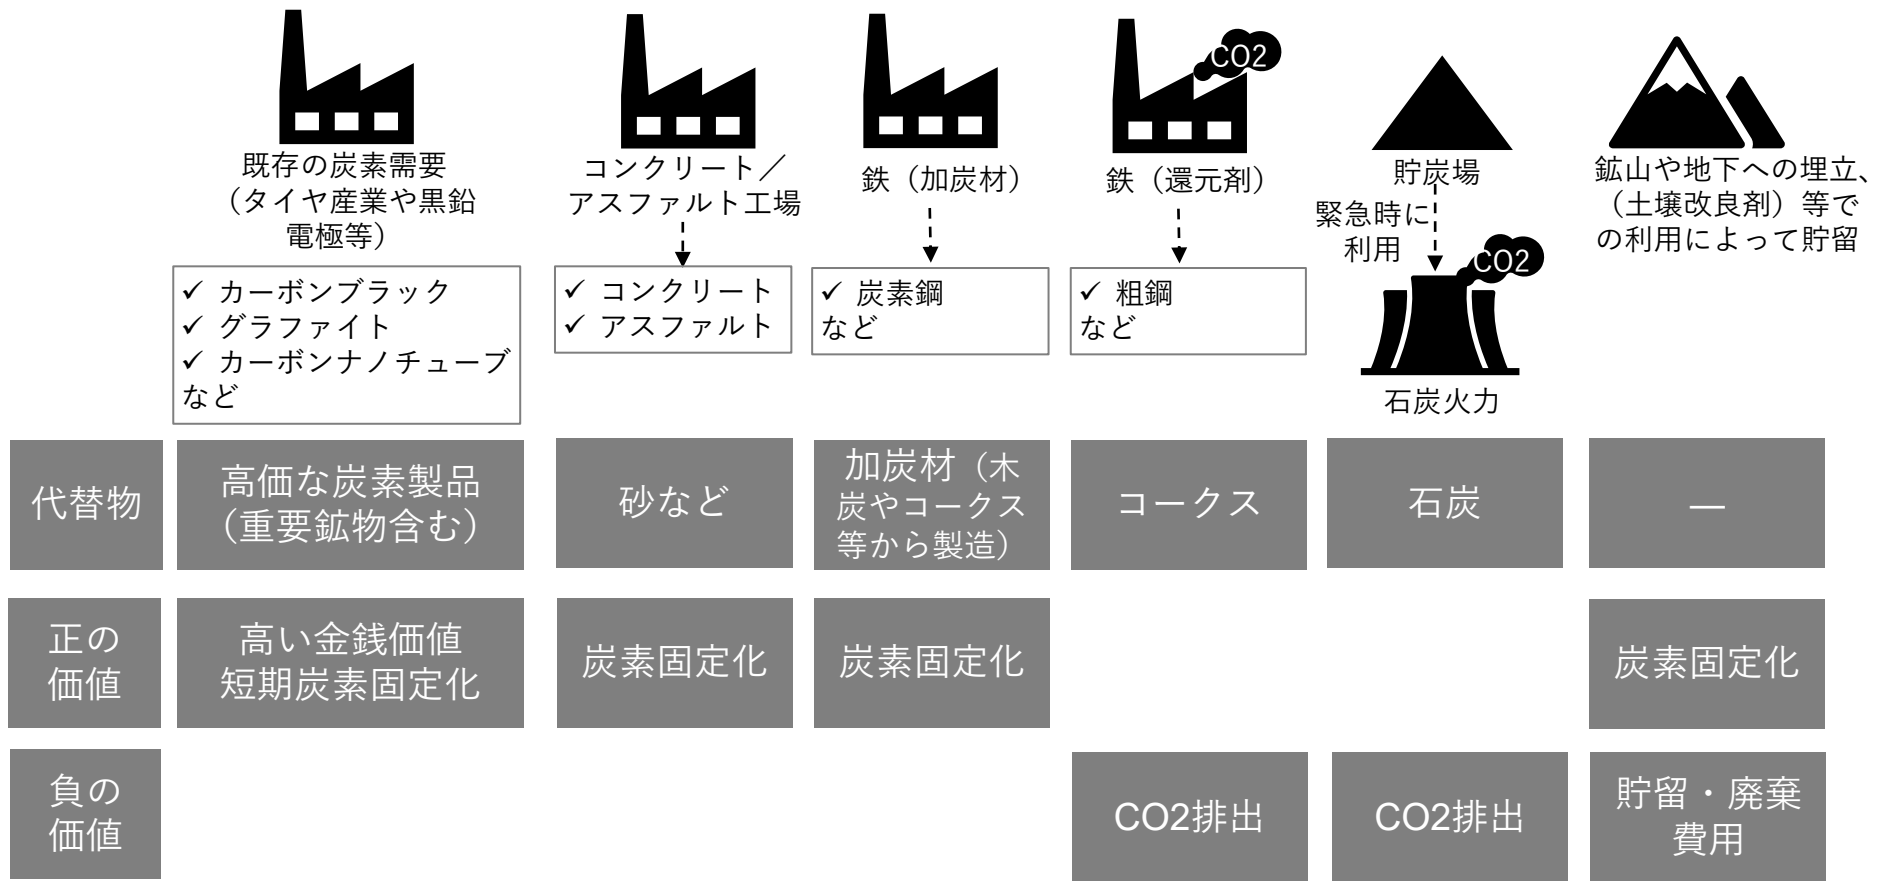 既存の炭素需要
（タイヤ産業や黒鉛
電極等）
✓ カーボンブラック
✓ グラファイト
✓ カーボンナノチューブ
など
コンクリート／
アスファルト工場
✓ コンクリート
✓ アスファルト
鉄（加炭材）
✓ 炭素鋼
など
CO2
鉄（還元剤）
✓ 粗鋼
など
貯炭場
緊急時に
利用
CO2
石炭火力
鉱山や地下への埋立、
（土壌改良剤）等で
の利用によって貯留
代替物
高価な炭素製品
（重要鉱物含む）
砂など
加炭材（木
炭やコークス
等から製造）
コークス
石炭
―
正の
価値
高い金銭価値
短期炭素固定化
炭素固定化
炭素固定化
炭素固定化
負の
価値
CO2排出
CO2排出
貯留・廃棄
費用